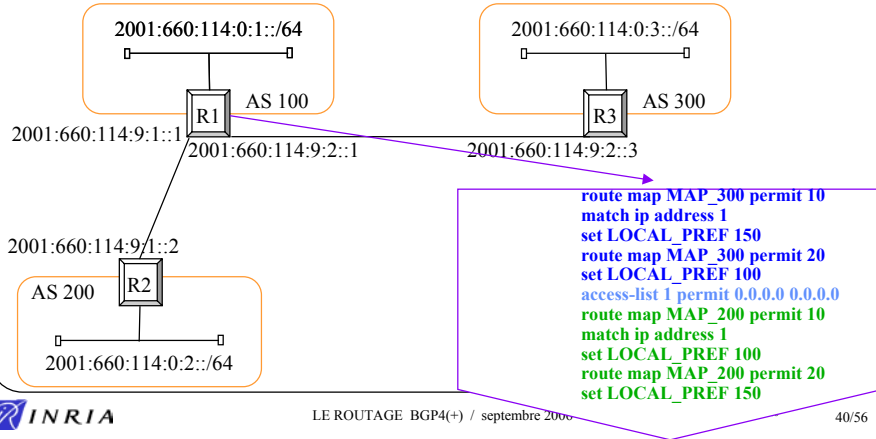 2001:660:114:0:1::/64
2001:660:114:0:3::/64
R1
AS 100
R3
AS 300
2001:660:114:9:1::1
2001:660:114:9:2::1
2001:660:114:9:2::3
route map MAP_300 permit 10
match ip address 1
set LOCAL_PREF 150
route map MAP_300 permit 20
set LOCAL_PREF 100
access-list 1 permit 0.0.0.0 0.0.0.0
route map MAP_200 permit 10
match ip address 1
set LOCAL_PREF 100
route map MAP_200 permit 20
set LOCAL_PREF 150
2001:660:114:9:1::2
AS 200
R2
2001:660:114:0:2::/64
INRIA
LE ROUTAGE BGP4(+) / septembre
40/56